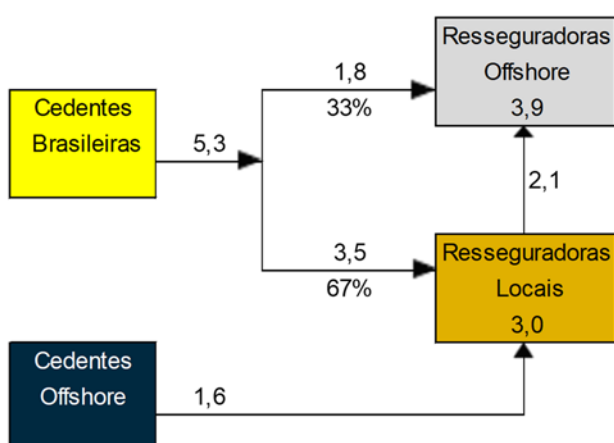 Cedentes
Brasileiras
5,3
1,8
33%
Resseguradoras
Offshore
3,9
2,1
3,5
67%
Resseguradoras
Locais
3,0
Cedentes
Offshore
1,6